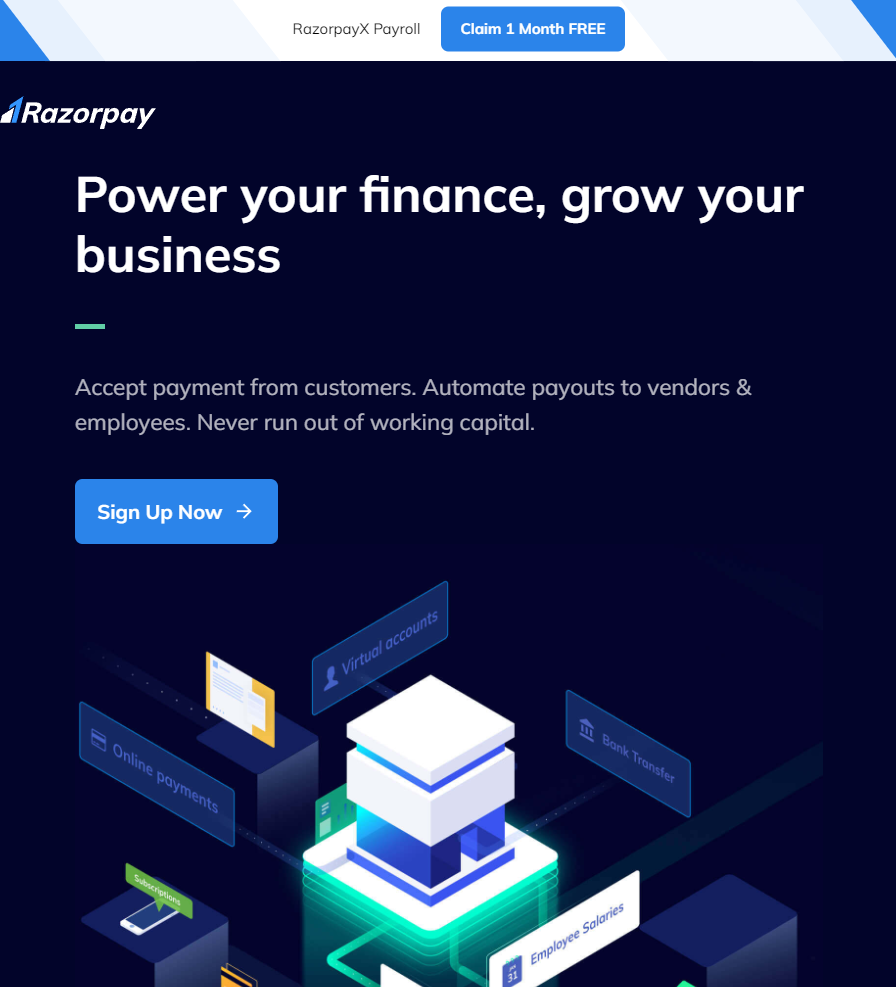 RazorpayX Payroll
Claim 1 Month FREE
Razorpay
Power your finance, grow your
business
Accept payment from customers. Automate payouts to vendors &
employees. Never run out of working capital.
Sign Up Now
Virtual accounts
Bank Transfer
Online payments
Subscriptions
Employee Salaries
31